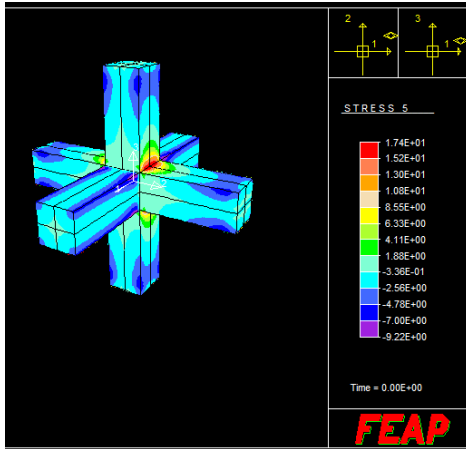 2
3
1
1
STRESS 5
1.74E+01
1.52E+01
1.30E+01
1.08E+01
8.55E+00
6.33E+00
4.11E+00
1.88E+00
-3.36E-01
-2.56E+00
-4.78E+00
-7.00E+00
-9.22E+00
1
Time = 0.00E+00
FEAP